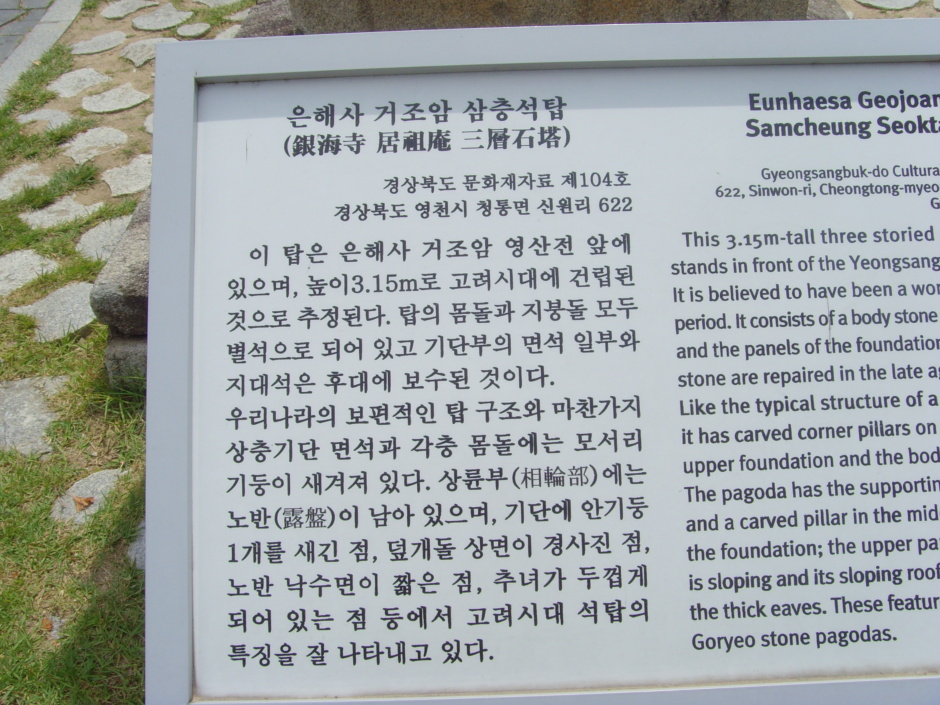 은해사 거조암 삼층석탑
(銀海寺 居祖庵 三層石塔)
경상북도 문화재자료 제104호
경상북도 영천시 청통면 신원리 622
이 탑은 은해사 거조암 영산전 앞에
있으며, 높이3.15m로 고려시대에 건립된
것으로 추정된다. 탑의 몸돌과 지붕돌 모두
별석으로 되어 있고 기단부의 면석 일부와
지대석은 후대에 보수된 것이다.
우리나라의 보편적인 탑 구조와 마찬가지
상층기단 면석과 각층 몸돌에는 모서리
기둥이 새겨져 있다. 상륜부(相輪部)에는
노반(露盤)이 남아 있으며, 기단에 안기둥
1개를 새긴 점, 덮개돌 상면이 경사진 점,
노반 낙수면이 짧은 점, 추녀가 두껍게
되어 있는 점 등에서 고려시대 석탑의
특징을 잘 나타내고 있다.
Eunhaesa Geojoam
Samcheung Seokta
Gyeongsangbuk-do Cultura
622, Sinwon-ri, Cheongtong-myeo
G
This 3.15m-tall three storied
stands in front of the Yeongsang
It is believed to have been a wor
period. It consists of a body stone
and the panels of the foundation
stone are repaired in the late a
Like the typical structure of a
it has carved corner pillars on
upper foundation and the bod
The pagoda has the supportin
and a carved pillar in the mid
the foundation; the upper pa
is sloping and its sloping roof
the thick eaves. These featur
Goryeo stone pagodas.